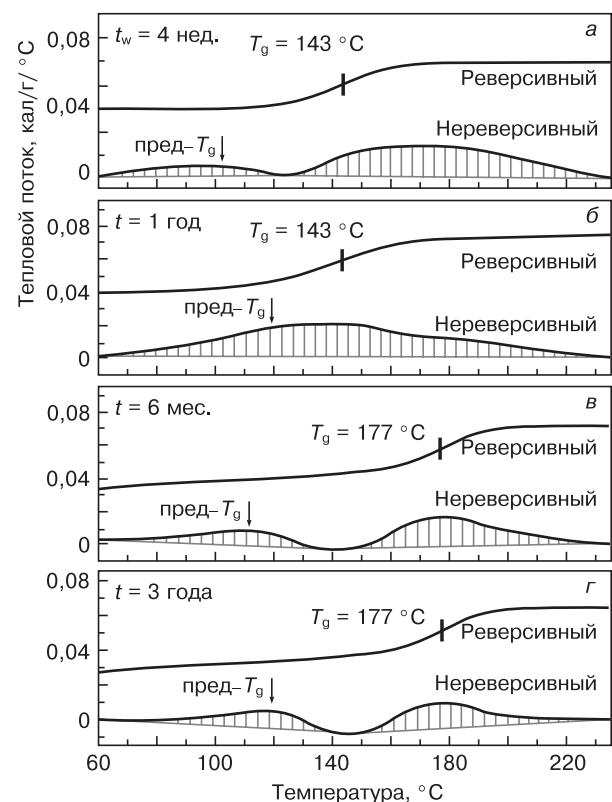 Тепловой поток, кал/г/ °C
0,08
0,04
0
t_w = 4 нед.
T_g = 143 °C
а
Реверсивный
Нереверсивный
пред–T_g
0,08
0,04
0
t = 1 год
T_g = 143 °C
б
Реверсивный
пред–T_g
Нереверсивный
0,08
0,04
0
t = 6 мес.
T_g = 177 °C
в
Реверсивный
Нереверсивный
пред–T_g
0,08
0,04
0
t = 3 года
T_g = 177 °C
г
Реверсивный
Нереверсивный
пред–T_g
60 100 140 180 220
Температура, °C